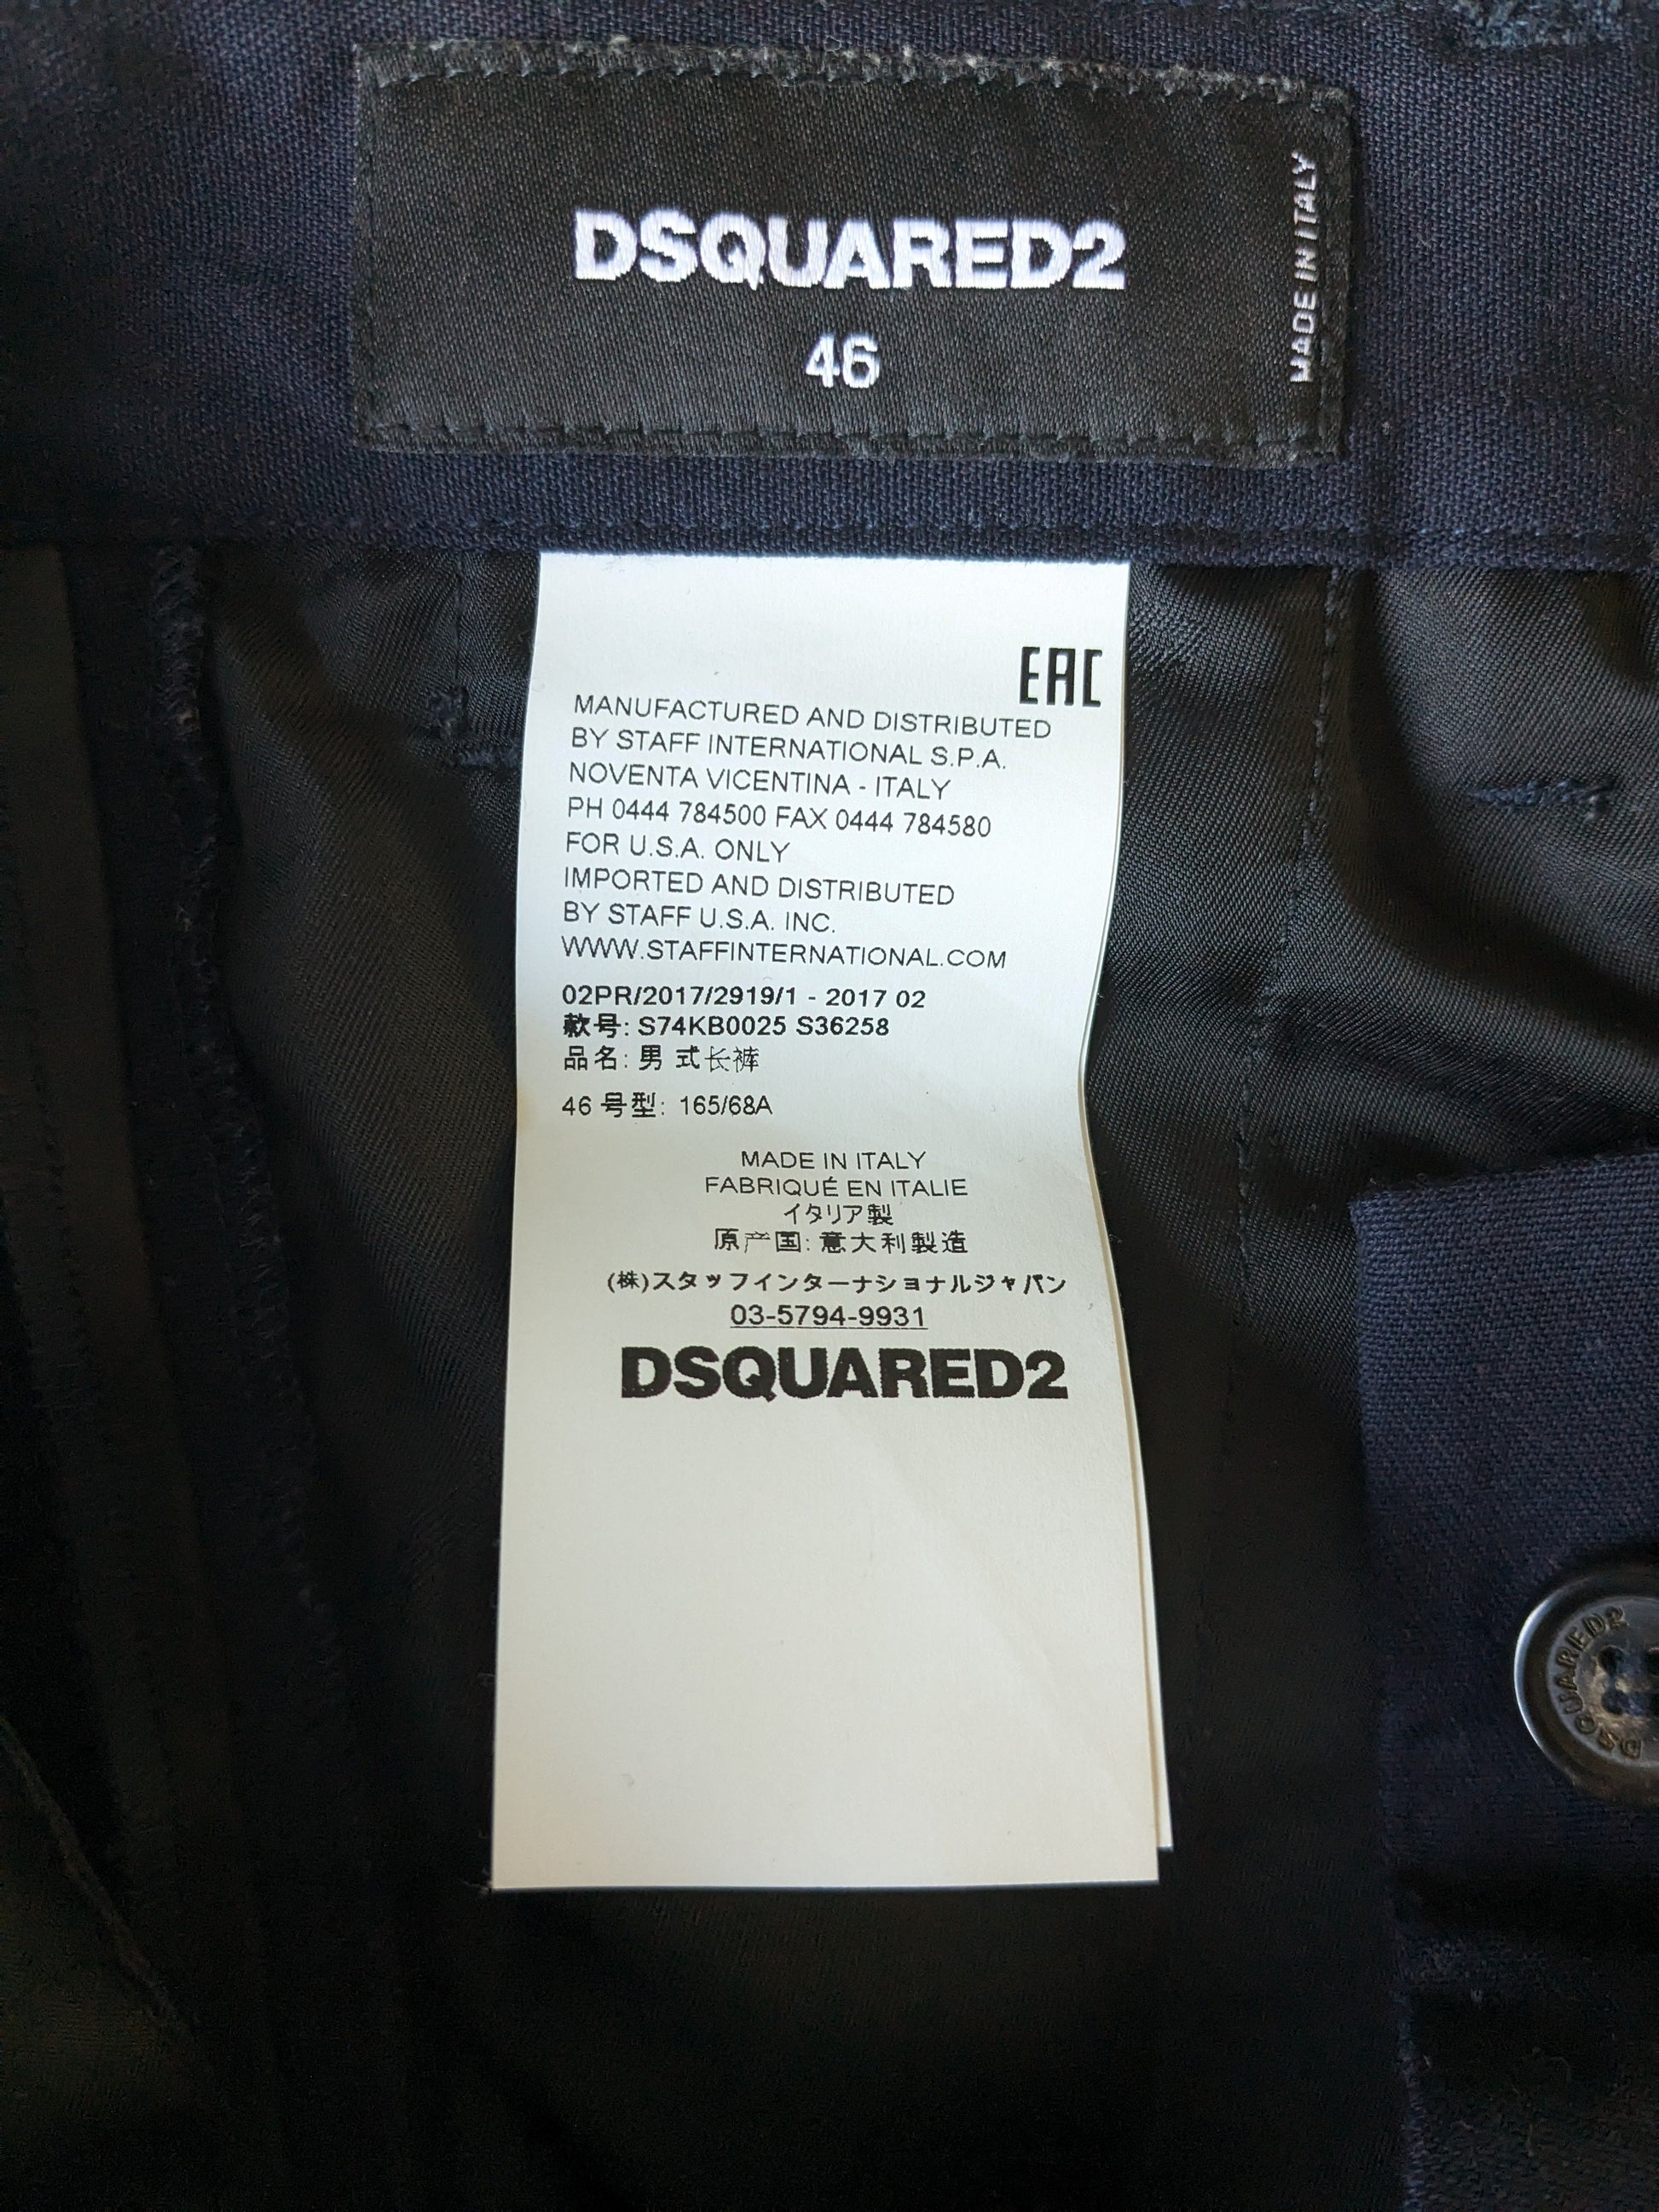 DSQUARED2
46
MADE IN ITALY
EAC
MANUFACTURED AND DISTRIBUTED
BY STAFF INTERNATIONAL S.P.A.
NOVENTA VICENTINA - ITALY
PH 0444 784500 FAX 0444 784580
FOR U.S.A. ONLY
IMPORTED AND DISTRIBUTED
BY STAFF U.S.A. INC.
WWW.STAFFINTERNATIONAL.COM
02PR/2017/2919/1 - 2017 02
款号: S74KB0025 S36258
品名: 男 式长裤
46 号型: 165/68A
MADE IN ITALY
FABRIQUÉ EN ITALIE
イタリア製
原产国: 意大利製造
(株)スタッフインターナショナルジャパン
03-5794-9931
DSQUARED2
DSQUARED2